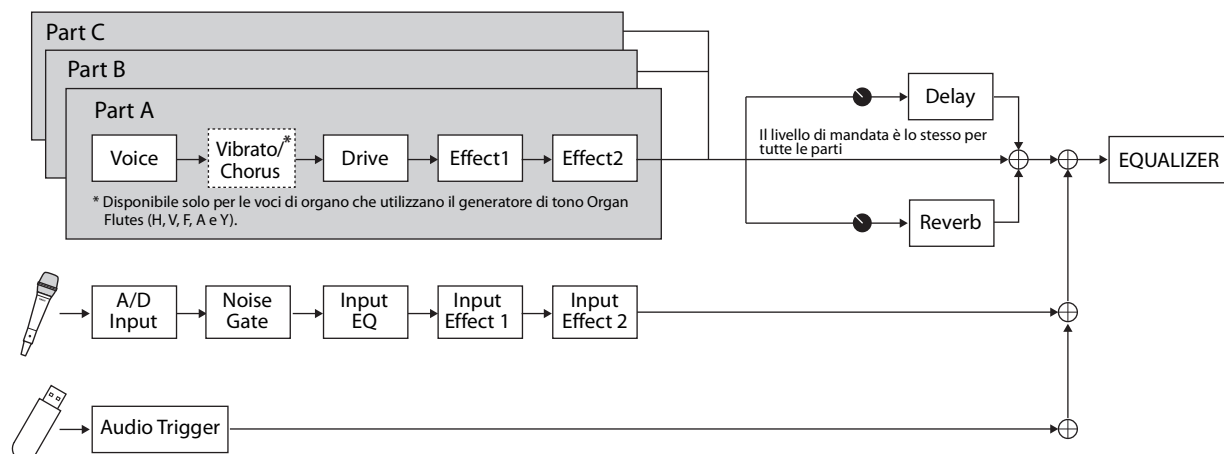 Part C
Part B
Part A
Voice
Vibrato/*
Chorus
Drive
Effect1
Effect2
* Disponibile solo per le voci di organo che utilizzano il generatore di tono Organ
Flutes (H, V, F, A e Y).
Delay
Il livello di mandata è lo stesso per
tutte le parti
Reverb
EQUALIZER
A/D
Input
Noise
Gate
Input
EQ
Input
Effect 1
Input
Effect 2
Audio Trigger